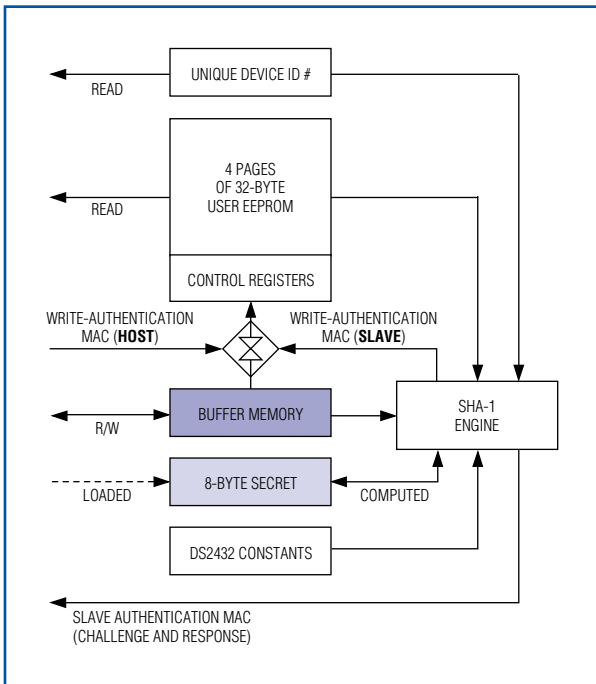 UNIQUE DEVICE ID #
READ
4 PAGES
OF 32-BYTE
USER EEPROM
READ
CONTROL REGISTERS
WRITE-AUTHENTICATION
MAC (HOST)
WRITE-AUTHENTICATION
MAC (SLAVE)
BUFFER MEMORY
R/W
SHA-1
ENGINE
8-BYTE SECRET
LOADED
COMPUTED
DS2432 CONSTANTS
SLAVE AUTHENTICATION MAC
(CHALLENGE AND RESPONSE)